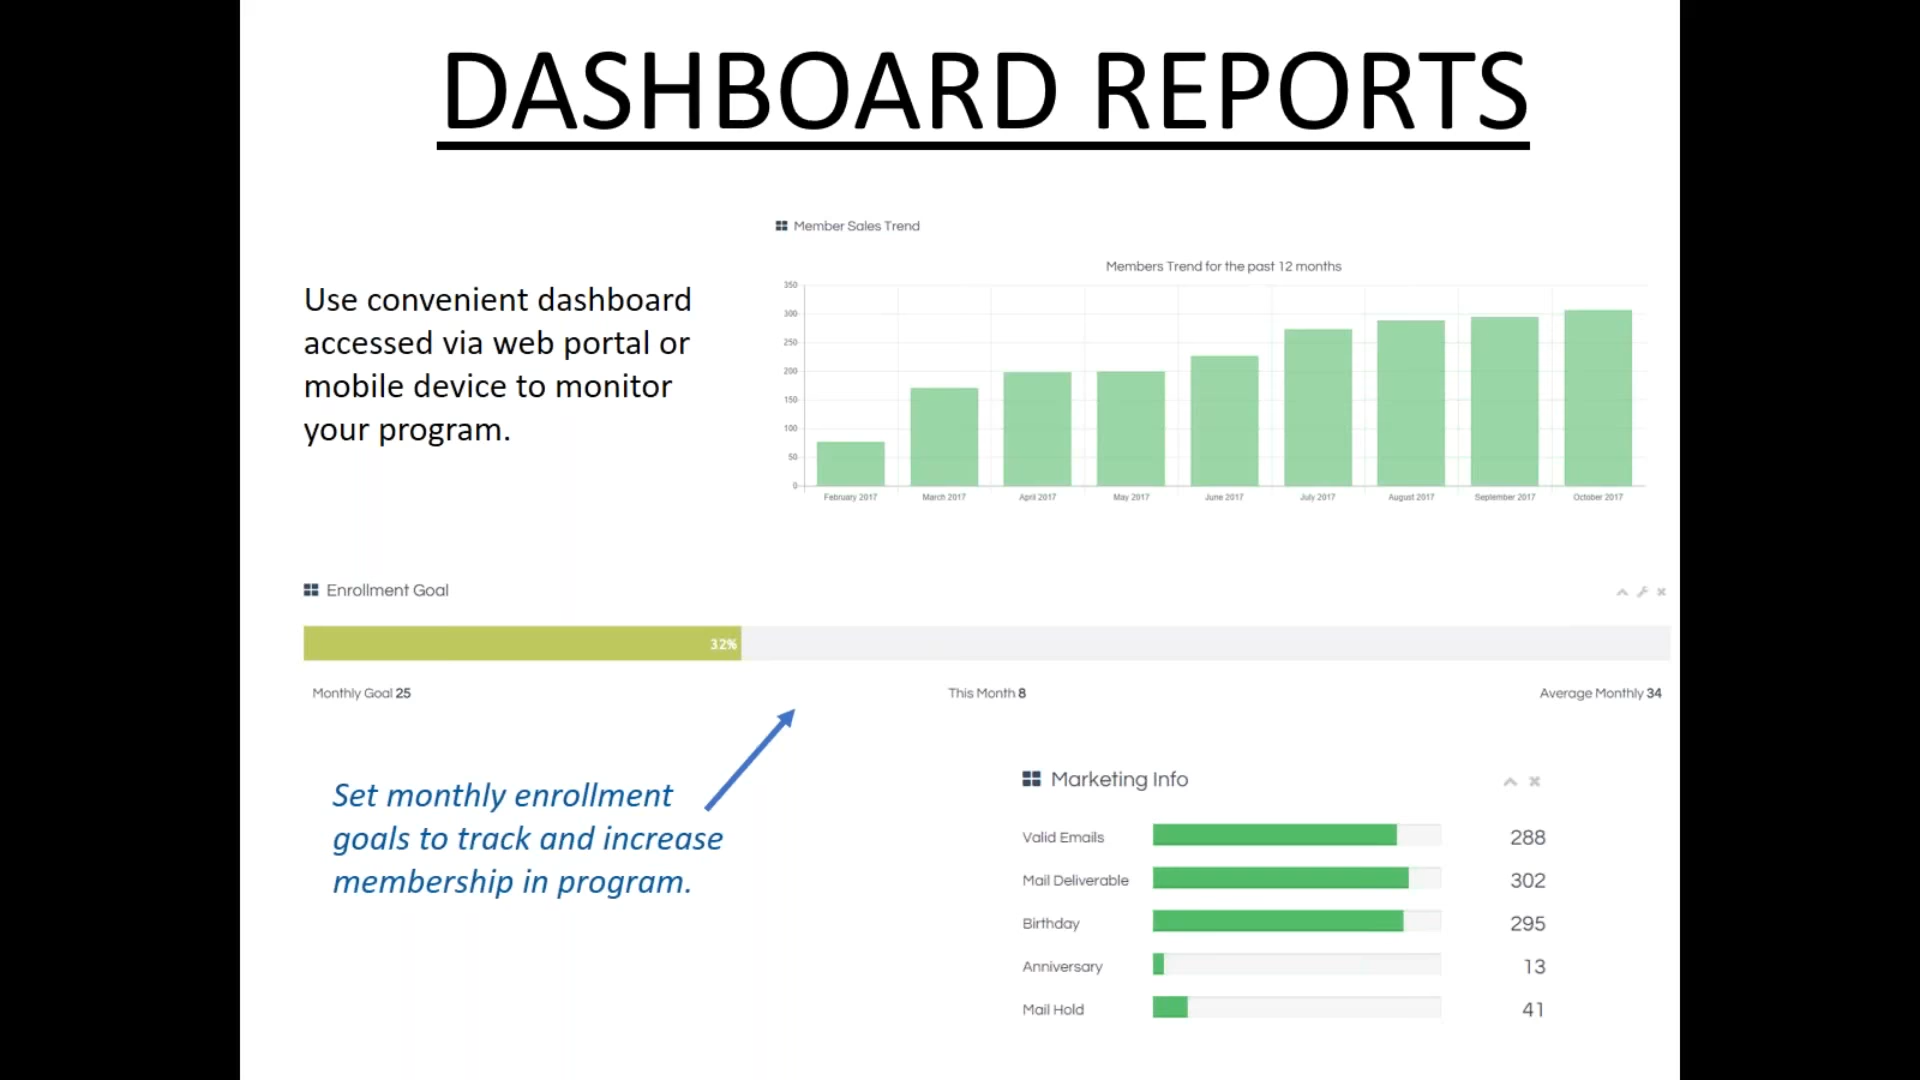 DASHBOARD REPORTS
Use convenient dashboard
accessed via web portal or
mobile device to monitor
your program.
Member Sales Trend
Members Trend for the past 12 months
350
300
250
200
150
100
50
0
February 2017 March 2017 April 2017 May 2017 June 2017 July 2017 August 2017 September 2017 October 2017
Enrollment Goal
32%
Monthly Goal 25 This Month 8 Average Monthly 34
Set monthly enrollment
goals to track and increase
membership in program.
Marketing Info
Valid Emails 288
Mail Deliverable 302
Birthday 295
Anniversary 13
Mail Hold 41